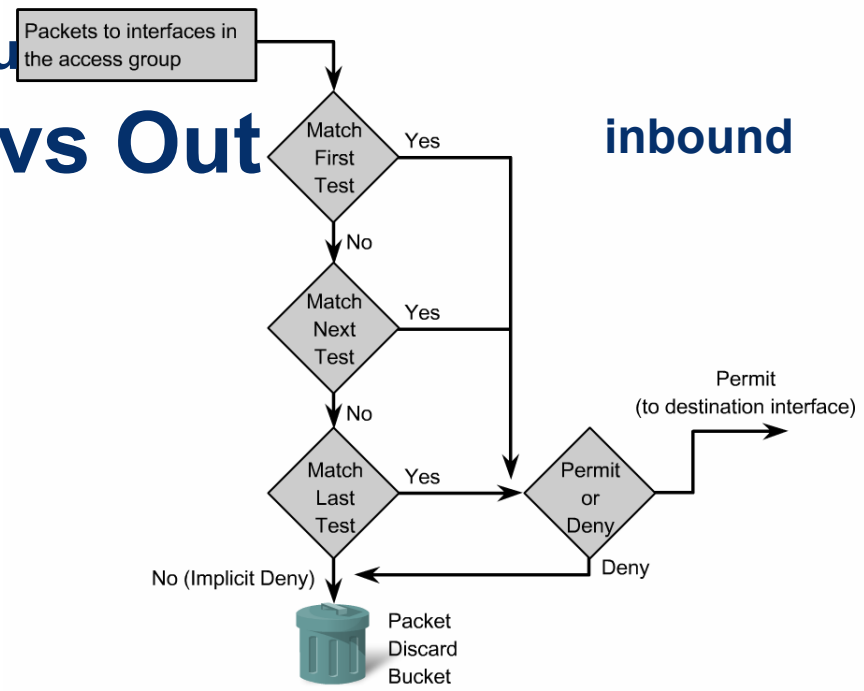 Packets to interfaces in
the access group
vs Out
inbound
Match
First
Test
Yes
No
Match
Next
Test
Yes
No
Match
Last
Test
Yes
Permit
or
Deny
Permit
(to destination interface)
No (Implicit Deny)
Deny
Packet
Discard
Bucket